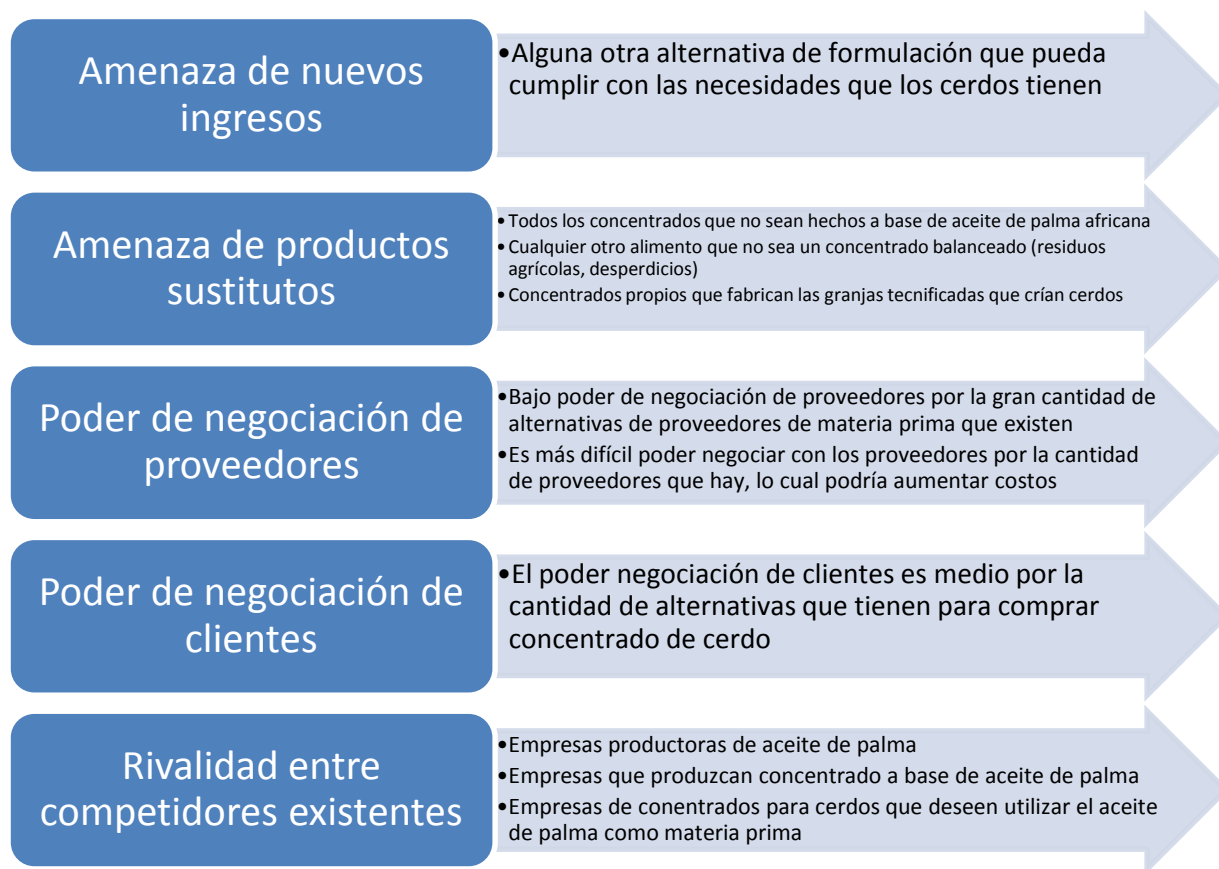 Amenaza de nuevos
ingresos
•Alguna otra alternativa de formulación que pueda
cumplir con las necesidades que los cerdos tienen
Amenaza de productos
sustitutos
•Todos los concentrados que no sean hechos a base de aceite de palma africana
•Cualquier otro alimento que no sea un concentrado balanceado (residuos
agrícolas, desperdicios)
•Concentrados propios que fabrican las granjas tecnificadas que crían cerdos
Poder de negociación de
proveedores
•Bajo poder de negociación de proveedores por la gran cantidad de
alternativas de proveedores de materia prima que existen
•Es más difícil poder negociar con los proveedores por la cantidad
de proveedores que hay, lo cual podría aumentar costos
Poder de negociación de
clientes
•El poder negociación de clientes es medio por la
cantidad de alternativas que tienen para comprar
concentrado de cerdo
Rivalidad entre
competidores existentes
•Empresas productoras de aceite de palma
•Empresas que produzcan concentrado a base de aceite de palma
•Empresas de conentrados para cerdos que deseen utilizar el aceite
de palma como materia prima